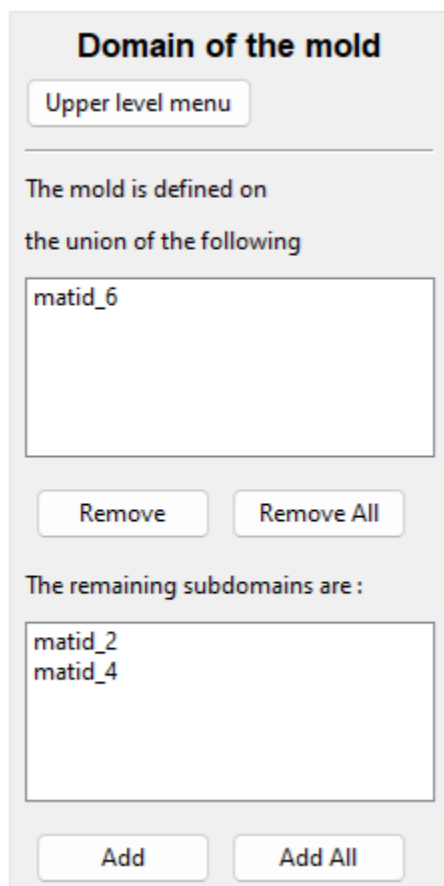 Domain of the mold
Upper level menu
The mold is defined on
the union of the following
matid_6
Remove Remove All
The remaining subdomains are :
matid_2
matid_4
Add Add All